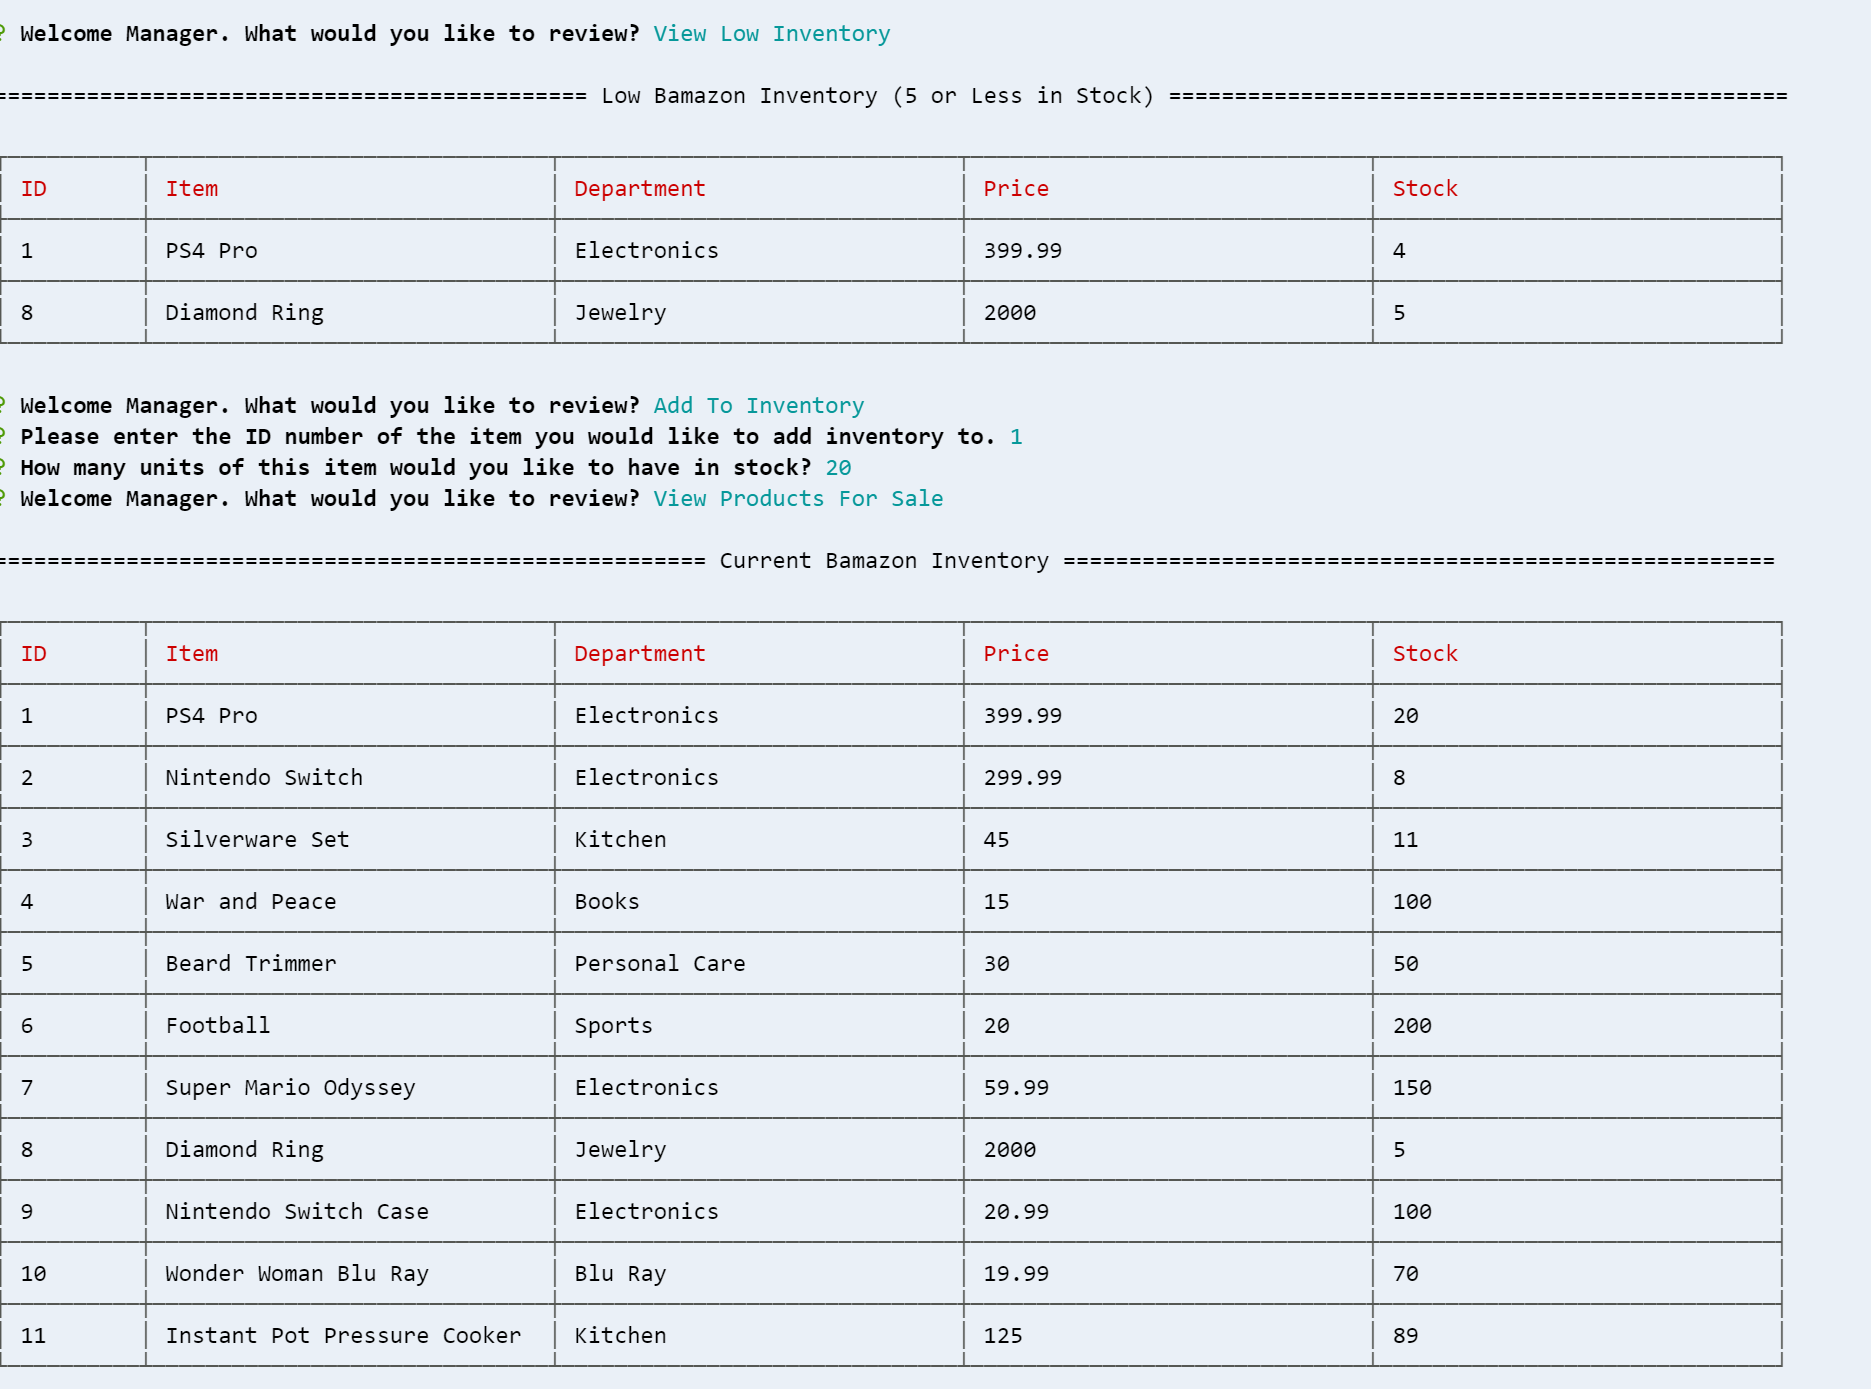 ? Welcome Manager. What would you like to review? View Low Inventory
=============================================== Low Bamazon Inventory (5 or Less in Stock) ===============================================
ID Item Department Price Stock
1 PS4 Pro Electronics 399.99 4
8 Diamond Ring Jewelry 2000 5
? Welcome Manager. What would you like to review? Add To Inventory
? Please enter the ID number of the item you would like to add inventory to. 1
? How many units of this item would you like to have in stock? 20
? Welcome Manager. What would you like to review? View Products For Sale
====================================================== Current Bamazon Inventory ======================================================
ID Item Department Price Stock
1 PS4 Pro Electronics 399.99 20
2 Nintendo Switch Electronics 299.99 8
3 Silverware Set Kitchen 45 11
4 War and Peace Books 15 100
5 Beard Trimmer Personal Care 30 50
6 Football Sports 20 200
7 Super Mario Odyssey Electronics 59.99 150
8 Diamond Ring Jewelry 2000 5
9 Nintendo Switch Case Electronics 20.99 100
10 Wonder Woman Blu Ray Blu Ray 19.99 70
11 Instant Pot Pressure Cooker Kitchen 125 89